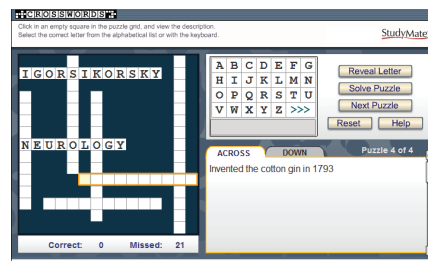 CROSSWORDS
Click in an empty square in the puzzle grid, and view the description.
Select the correct letter from the alphabetical list or with the keyboard.
StudyMate
IGORSIKORSKY
NEUROLOGY
A B C D E F G
H I J K L M N
O P Q R S T U
V W X Y Z >>>
Reveal Letter
Solve Puzzle
Next Puzzle
Reset Help
ACROSS DOWN Puzzle 4 of 4
Invented the cotton gin in 1793
Correct: 0 Missed: 21